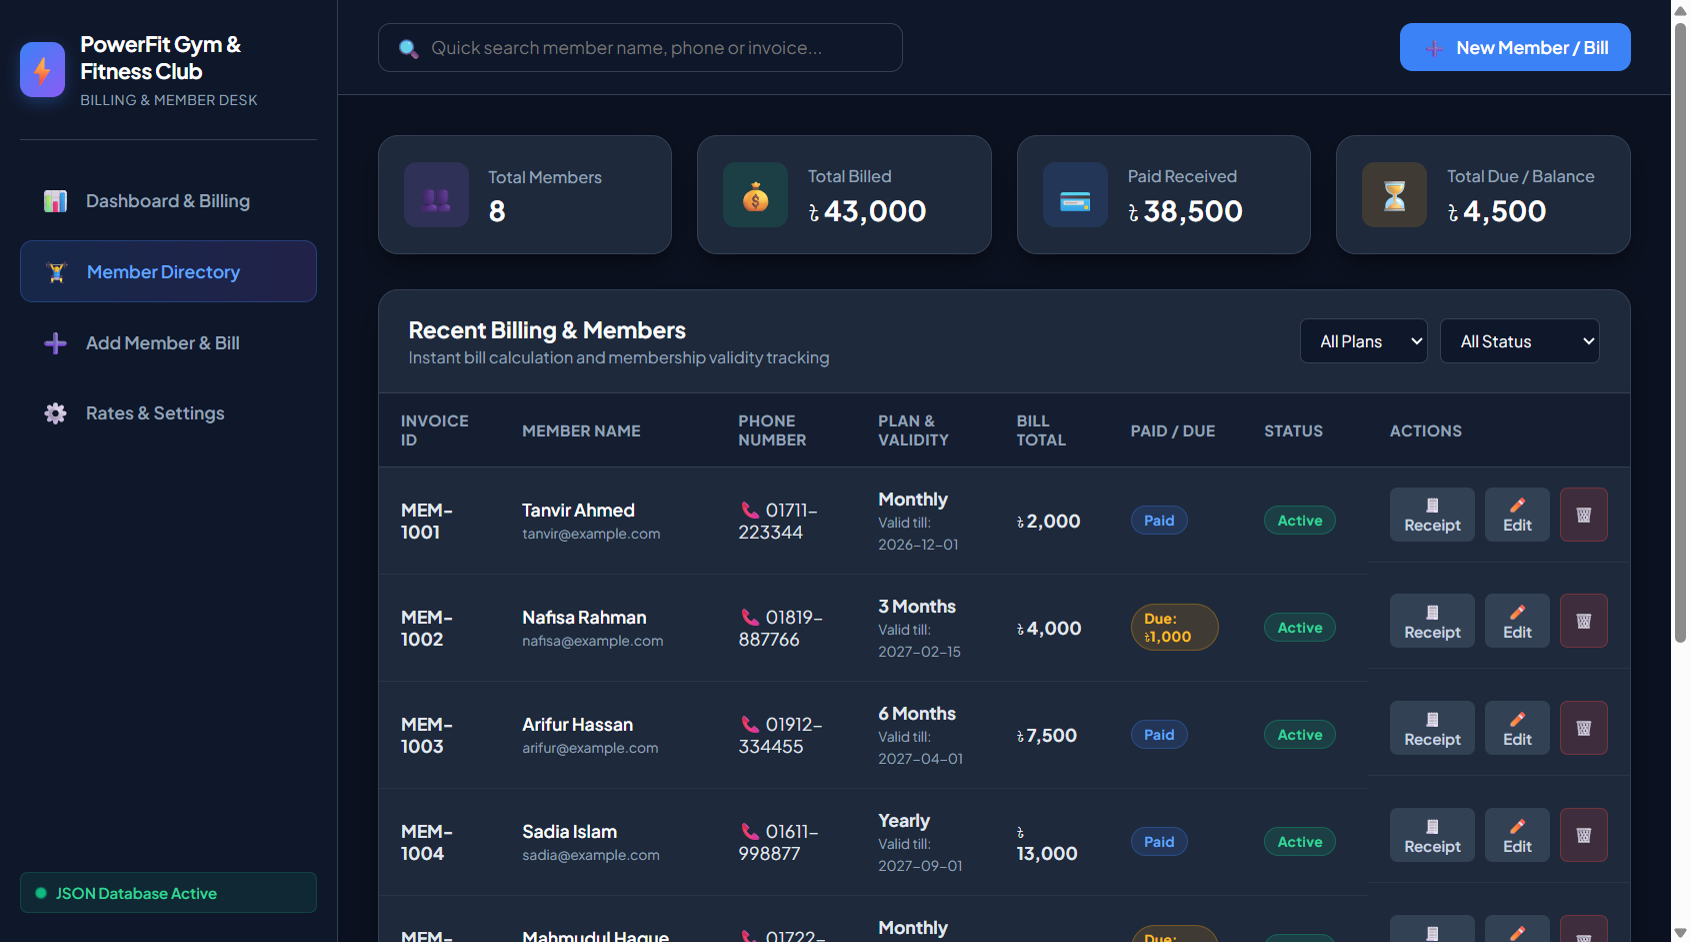 PowerFit Gym &
Fitness Club
BILLING & MEMBER DESK
Dashboard & Billing
Member Directory
Add Member & Bill
Rates & Settings
JSON Database Active
Quick search member name, phone or invoice...
New Member / Bill
Total Members
8
Total Billed
৳ 43,000
Paid Received
৳ 38,500
Total Due / Balance
৳ 4,500
Recent Billing & Members
Instant bill calculation and membership validity tracking
All Plans
All Status
INVOICE
ID
MEMBER NAME
PHONE
NUMBER
PLAN &
VALIDITY
BILL
TOTAL
PAID / DUE
STATUS
ACTIONS
MEM-
1001
Tanvir Ahmed
tanvir@example.com
01711-
223344
Monthly
Valid till:
2026-12-01
৳ 2,000
Paid
Active
Receipt
Edit
MEM-
1002
Nafisa Rahman
nafisa@example.com
01819-
887766
3 Months
Valid till:
2027-02-15
৳ 4,000
Due:
৳1,000
Active
Receipt
Edit
MEM-
1003
Arifur Hassan
arifur@example.com
01912-
334455
6 Months
Valid till:
2027-04-01
৳ 7,500
Paid
Active
Receipt
Edit
MEM-
1004
Sadia Islam
sadia@example.com
01611-
998877
Yearly
Valid till:
2027-09-01
৳
13,000
Paid
Active
Receipt
Edit
MEM-
Mahmudul Haque
01722-
Monthly
Due: